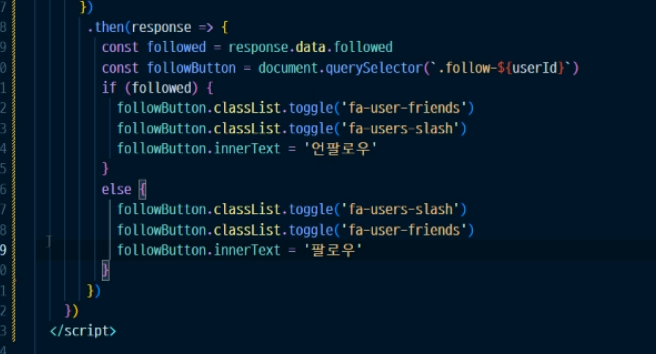 7 })
8 .then(response => {
9 const followed = response.data.followed
0 const followButton = document.querySelector(`.follow-${userId}`)
1 if (followed) {
2 followButton.classList.toggle('fa-user-friends')
3 followButton.classList.toggle('fa-users-slash')
4 followButton.innerText = '언팔로우'
5 }
6 else {
7 followButton.classList.toggle('fa-users-slash')
8 followButton.classList.toggle('fa-user-friends')
9 followButton.innerText = '팔로우'
0 }
1 })
2 })
3 </script>
4